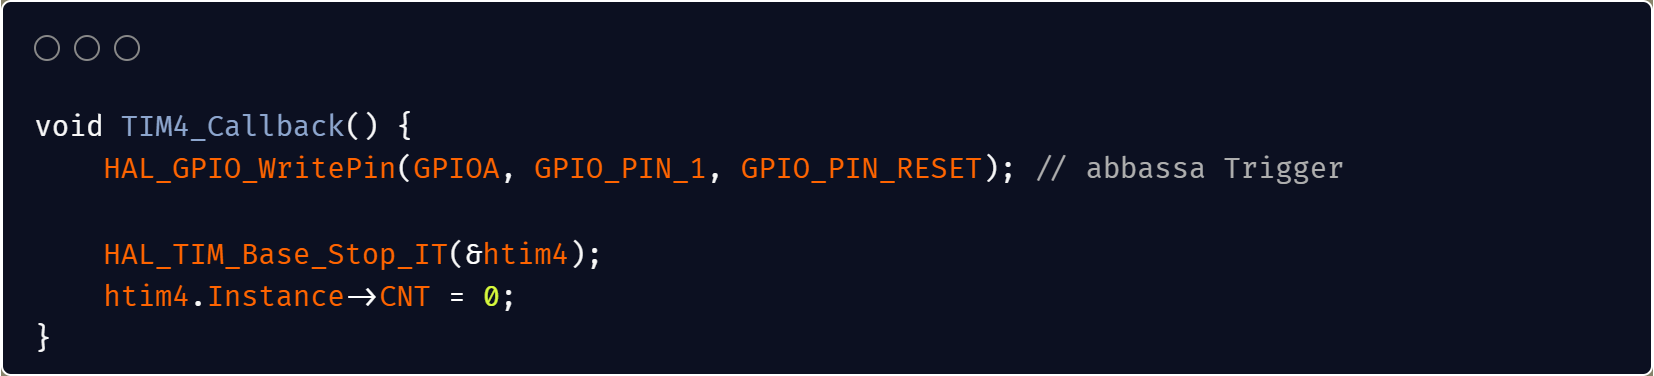 void TIM4_Callback() {
HAL_GPIO_WritePin(GPIOA, GPIO_PIN_1, GPIO_PIN_RESET); // abbassa Trigger
HAL_TIM_Base_Stop_IT(&htim4);
htim4.Instance->CNT = 0;
}